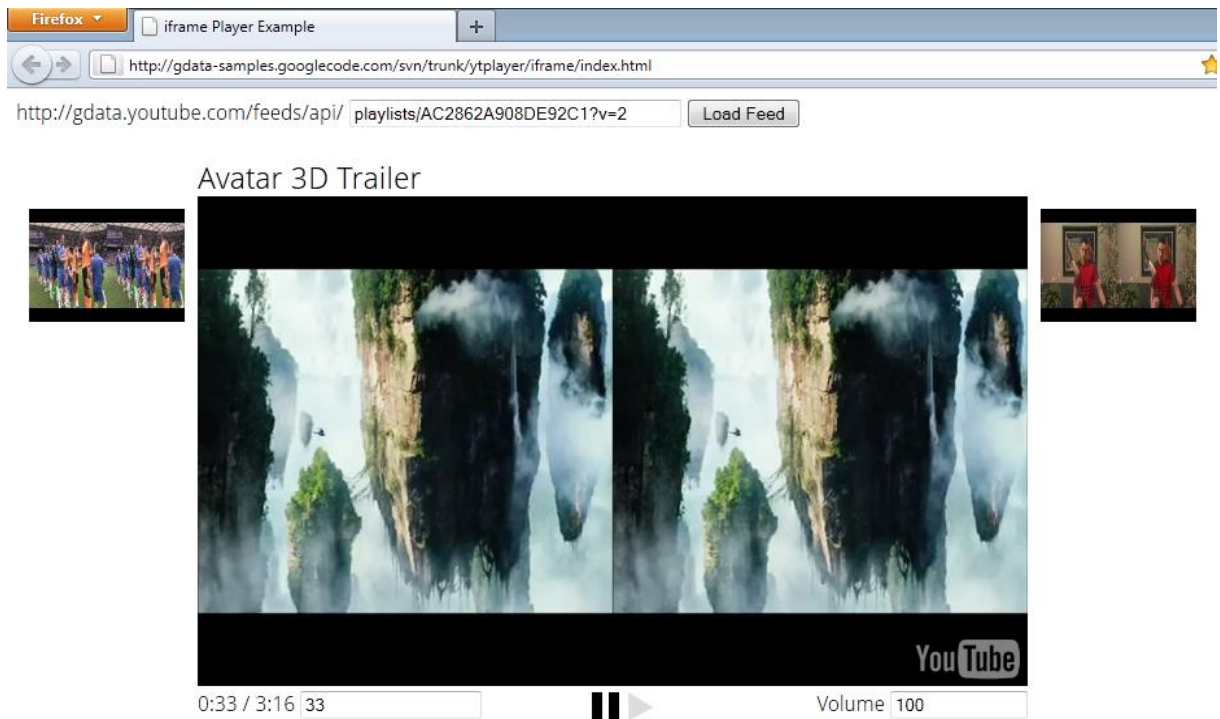 Firefox
iframe Player Example
http://gdata-samples.googlecode.com/svn/trunk/ytplayer/iframe/index.html
http://gdata.youtube.com/feeds/api/ playlists/AC2862A908DE92C1?v=2 Load Feed
Avatar 3D Trailer
YouTube
0:33 / 3:16 33 Volume 100